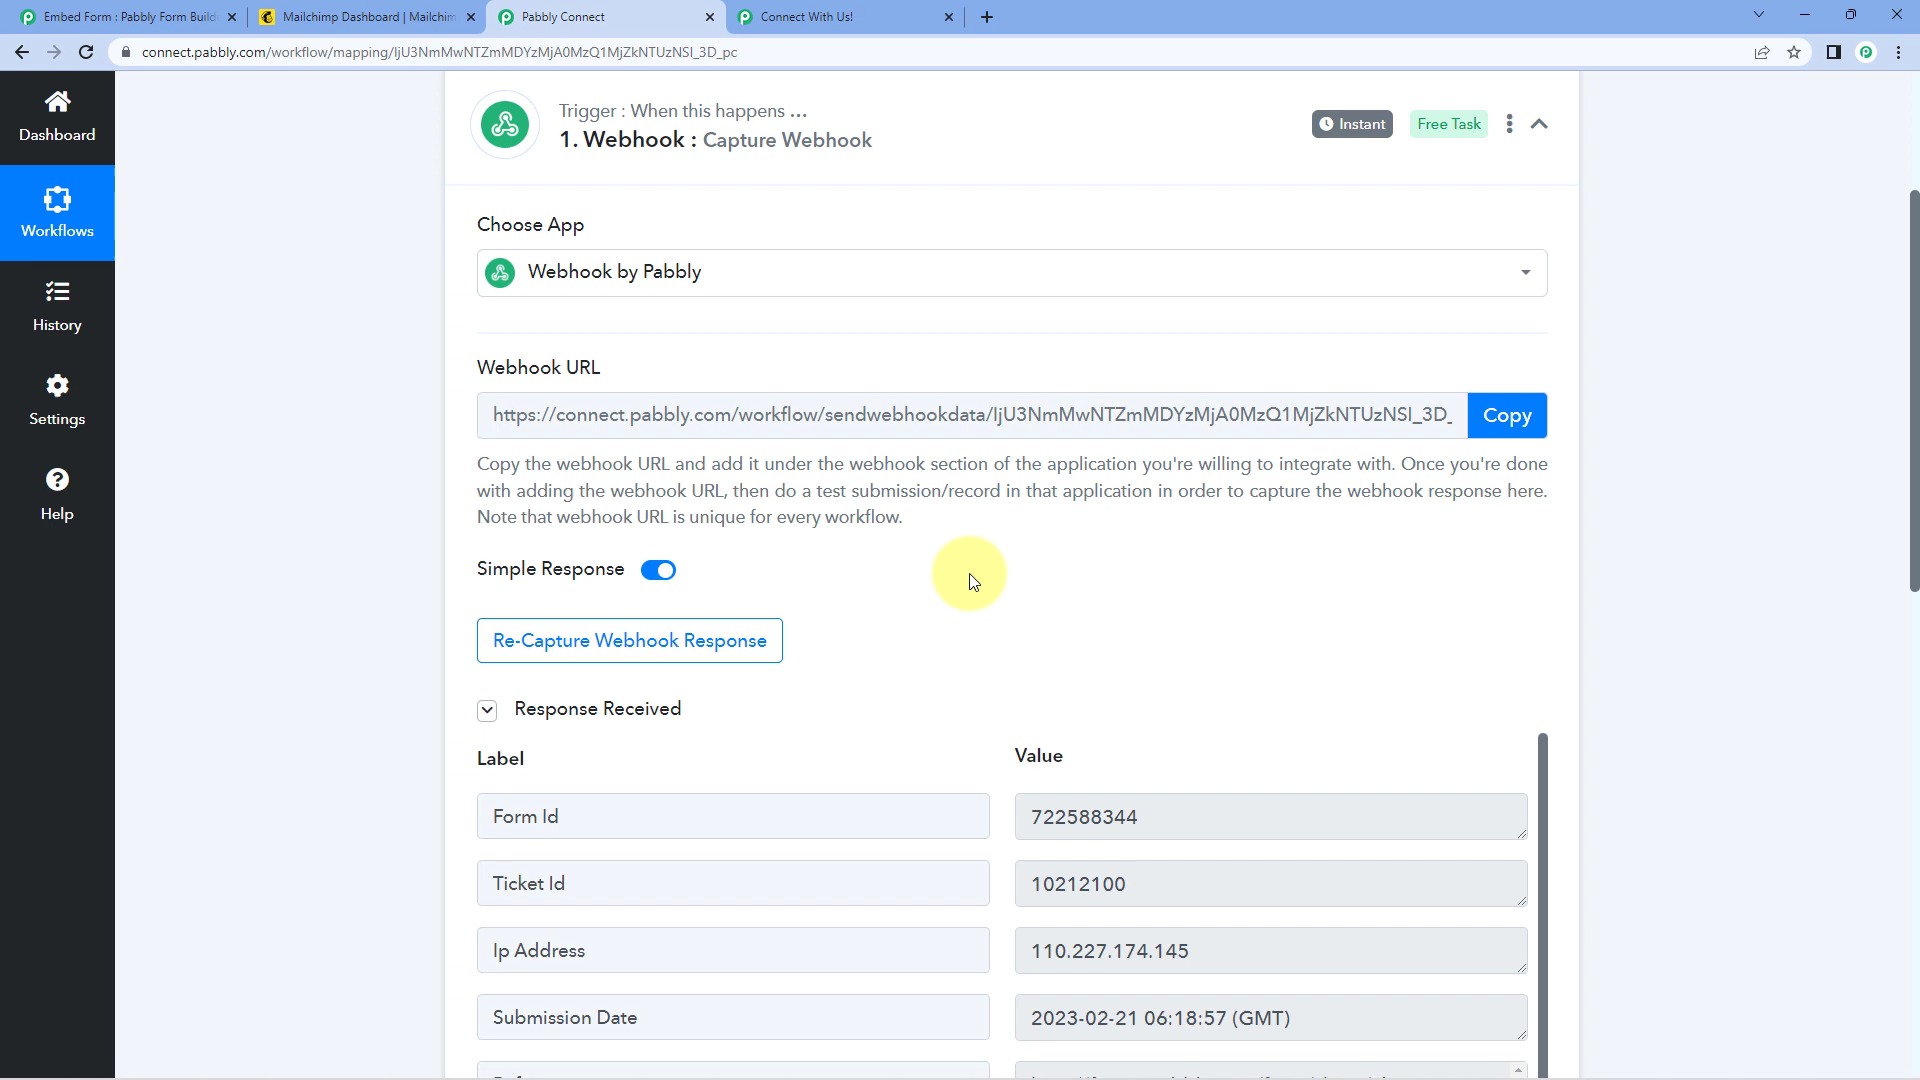 Embed Form : Pabbly Form Build
Mailchimp Dashboard | Mailchim
Pabbly Connect
Connect With Us!
connect.pabbly.com/workflow/mapping/IjU3NmMwNTZmMDYzMjA0MzQ1MjZkNTUzNSI_3D_pc
Dashboard
Workflows
History
Settings
Help
Trigger : When this happens ...
1. Webhook : Capture Webhook
Instant
Free Task
Choose App
Webhook by Pabbly
Webhook URL
https://connect.pabbly.com/workflow/sendwebhookdata/IjU3NmMwNTZmMDYzMjA0MzQ1MjZkNTUzNSI_3D_
Copy
Copy the webhook URL and add it under the webhook section of the application you're willing to integrate with. Once you're done
with adding the webhook URL, then do a test submission/record in that application in order to capture the webhook response here.
Note that webhook URL is unique for every workflow.
Simple Response
Re-Capture Webhook Response
Response Received
Label
Value
Form Id
722588344
Ticket Id
10212100
Ip Address
110.227.174.145
Submission Date
2023-02-21 06:18:57 (GMT)